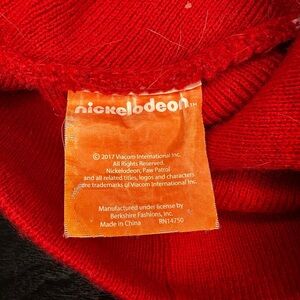 nickelodeon™
© 2017 Viacom International Inc.
All Rights Reserved.
Nickelodeon, Paw Patrol
and all related titles, logos and characters
are trademarks of Viacom International Inc.
Manufactured under license by
Berkshire Fashions, Inc.
Made in China RN14750